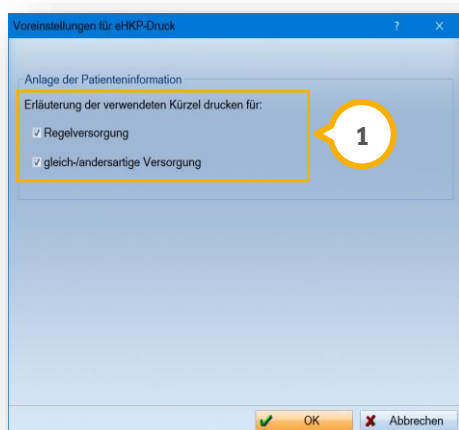 Voreinstellungen für eHKP-Druck ? ×
Anlage der Patienteninformation
Erläuterung der verwendeten Kürzel drucken für:
Regelversorgung
1
gleich-/andersartige Versorgung
OK Abbrechen